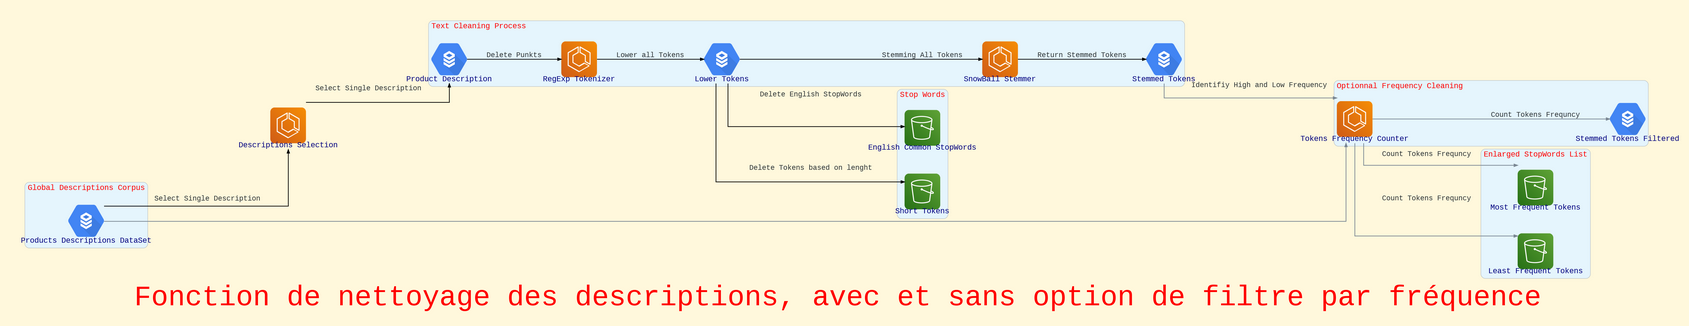 Text Cleaning Process
Delete Punkts
Lower all Tokens
Stemming All Tokens
Return Stemmed Tokens
Product Description
RegExp Tokenizer
Lower Tokens
SnowBall Stemmer
Stemmed Tokens
Select Single Description
Delete English StopWords
Stop Words
Identifiy High and Low Frequency
Optionnal Frequency Cleaning
Count Tokens Frequncy
Descriptions Selection
English Common StopWords
Tokens Frequency Counter
Stemmed Tokens Filtered
Delete Tokens based on lenght
Count Tokens Frequncy
Enlarged StopWords List
Global Descriptions Corpus
Select Single Description
Short Tokens
Count Tokens Frequncy
Most Frequent Tokens
Products Descriptions DataSet
Least Frequent Tokens
Fonction de nettoyage des descriptions, avec et sans option de filtre par fréquence